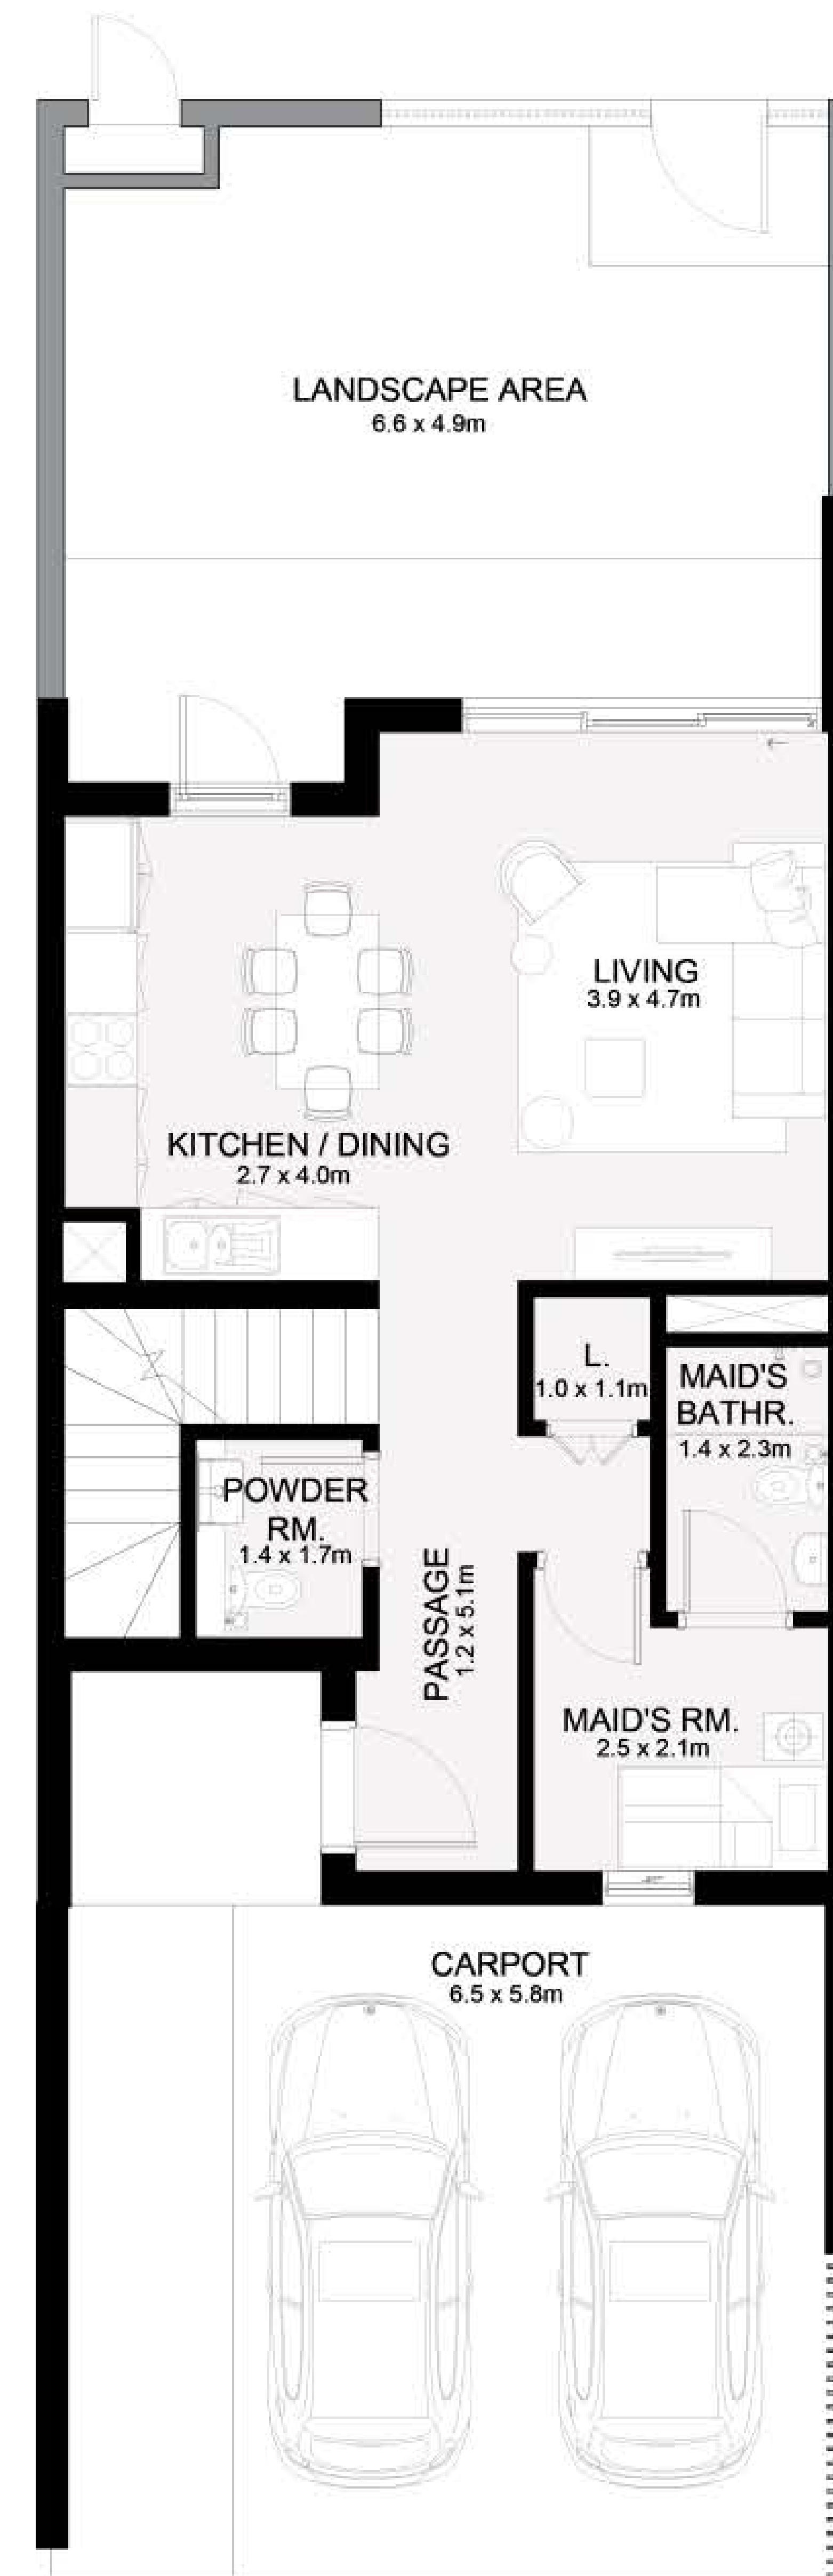 LANDSCAPE AREA
6.6 x 4.9m
LIVING
3.9 x 4.7m
KITCHEN / DINING
2.7 x 4.0m
L.
1.0 x 1.1m
MAID'S
BATHR.
1.4 x 2.3m
POWDER
RM.
1.4 x 1.7m
PASSAGE
1.2 x 5.1m
MAID'S RM.
2.5 x 2.1m
CARPORT
6.5 x 5.8m